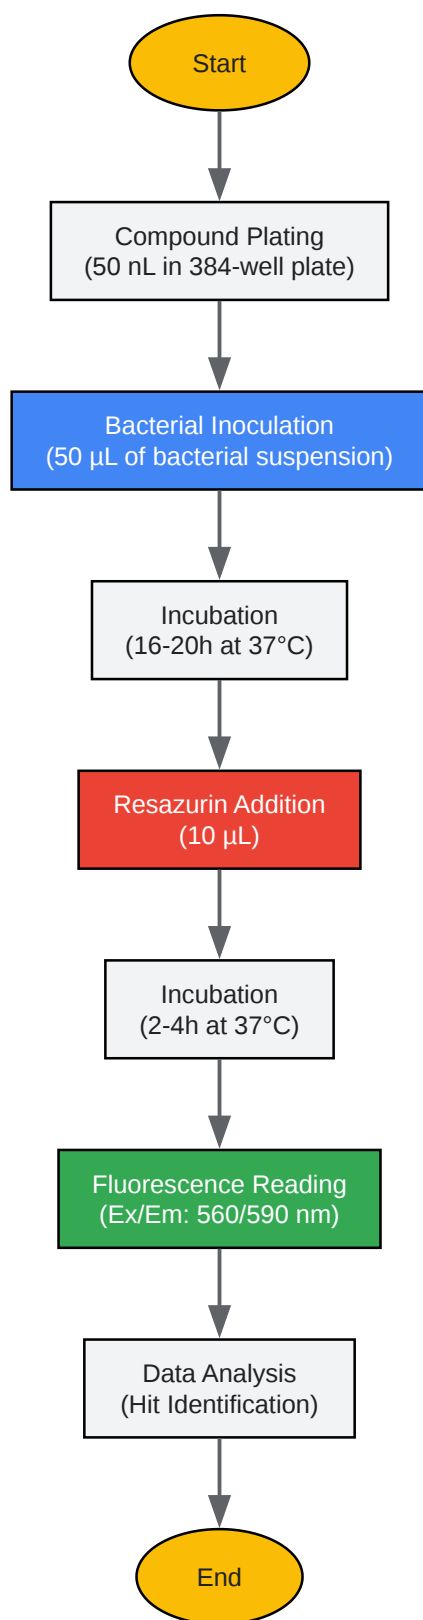 Start
Compound Plating
(50 nL in 384-well plate)
Bacterial Inoculation
(50 µL of bacterial suspension)
Incubation
(16-20h at 37°C)
Resazurin Addition
(10 µL)
Incubation
(2-4h at 37°C)
Fluorescence Reading
(Ex/Em: 560/590 nm)
Data Analysis
(Hit Identification)
End